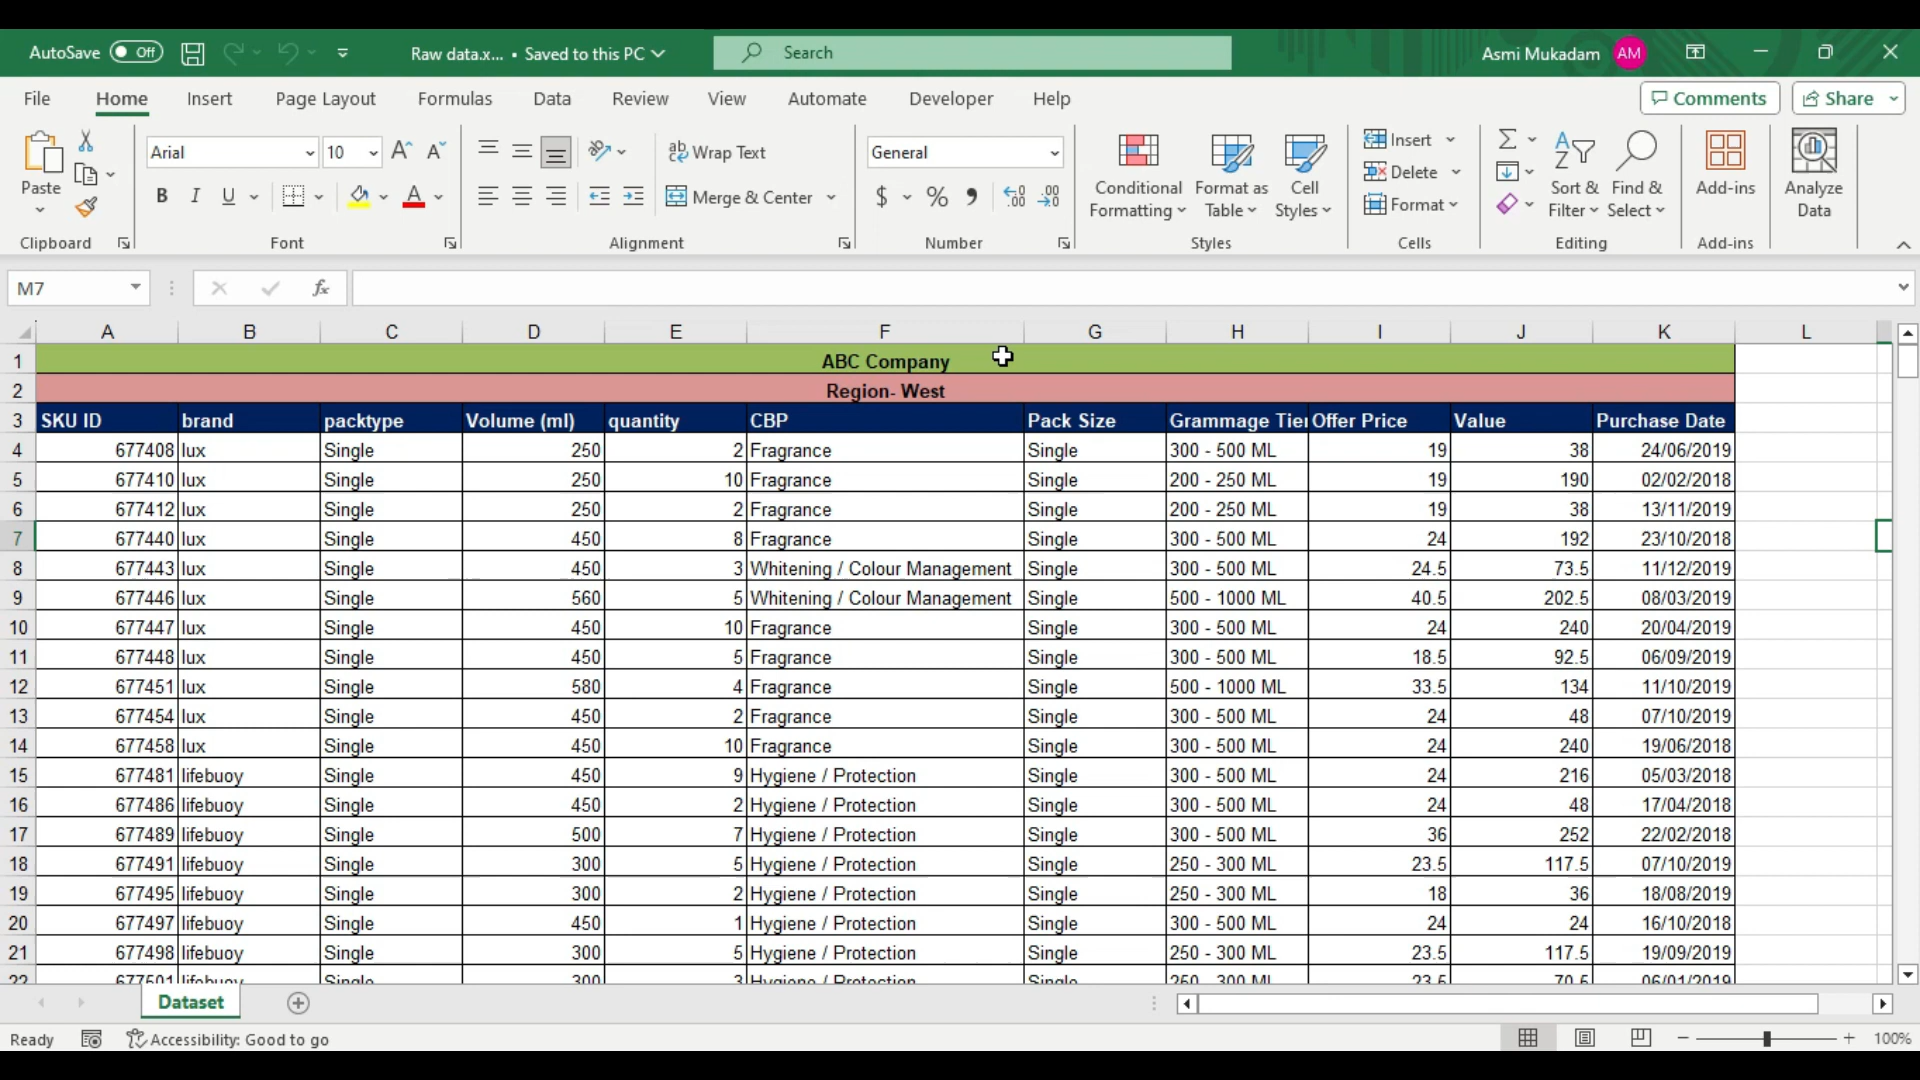 AutoSave Off Raw data.x... • Saved to this PC Search Asmi Mukadam AM
File Home Insert Page Layout Formulas Data Review View Automate Developer Help Comments Share
Paste Arial 10 Wrap Text General Conditional Formatting Format as Table Cell Styles Insert Sort & Filter Find & Select Add-ins Analyze Data
B I U Merge & Center $ % Delete
Format
Clipboard Font Alignment Number Styles Cells Editing Add-ins
M7 fx
A B C D E F G H I J K L
1 ABC Company
2 Region- West
3 SKU ID brand packtype Volume (ml) quantity CBP Pack Size Grammage Tier Offer Price Value Purchase Date
4 677408 lux Single 250 2 Fragrance Single 300 - 500 ML 19 38 24/06/2019
5 677410 lux Single 250 10 Fragrance Single 200 - 250 ML 19 190 02/02/2018
6 677412 lux Single 250 2 Fragrance Single 200 - 250 ML 19 38 13/11/2019
7 677440 lux Single 450 8 Fragrance Single 300 - 500 ML 24 192 23/10/2018
8 677443 lux Single 450 3 Whitening / Colour Management Single 300 - 500 ML 24.5 73.5 11/12/2019
9 677446 lux Single 560 5 Whitening / Colour Management Single 500 - 1000 ML 40.5 202.5 08/03/2019
10 677447 lux Single 450 10 Fragrance Single 300 - 500 ML 24 240 20/04/2019
11 677448 lux Single 450 5 Fragrance Single 300 - 500 ML 18.5 92.5 06/09/2019
12 677451 lux Single 580 4 Fragrance Single 500 - 1000 ML 33.5 134 11/10/2019
13 677454 lux Single 450 2 Fragrance Single 300 - 500 ML 24 48 07/10/2019
14 677458 lux Single 450 10 Fragrance Single 300 - 500 ML 24 240 19/06/2018
15 677481 lifebuoy Single 450 9 Hygiene / Protection Single 300 - 500 ML 24 216 05/03/2018
16 677486 lifebuoy Single 450 2 Hygiene / Protection Single 300 - 500 ML 24 48 17/04/2018
17 677489 lifebuoy Single 500 7 Hygiene / Protection Single 300 - 500 ML 36 252 22/02/2018
18 677491 lifebuoy Single 300 5 Hygiene / Protection Single 250 - 300 ML 23.5 117.5 07/10/2019
19 677495 lifebuoy Single 300 2 Hygiene / Protection Single 250 - 300 ML 18 36 18/08/2019
20 677497 lifebuoy Single 450 1 Hygiene / Protection Single 300 - 500 ML 24 24 16/10/2018
21 677498 lifebuoy Single 300 5 Hygiene / Protection Single 250 - 300 ML 23.5 117.5 19/09/2019
22 677501 lifebuoy Single 300 3 Hygiene / Protection Single 250 - 300 ML 23.5 70.5 06/01/2019
Dataset
Ready Accessibility: Good to go 100%